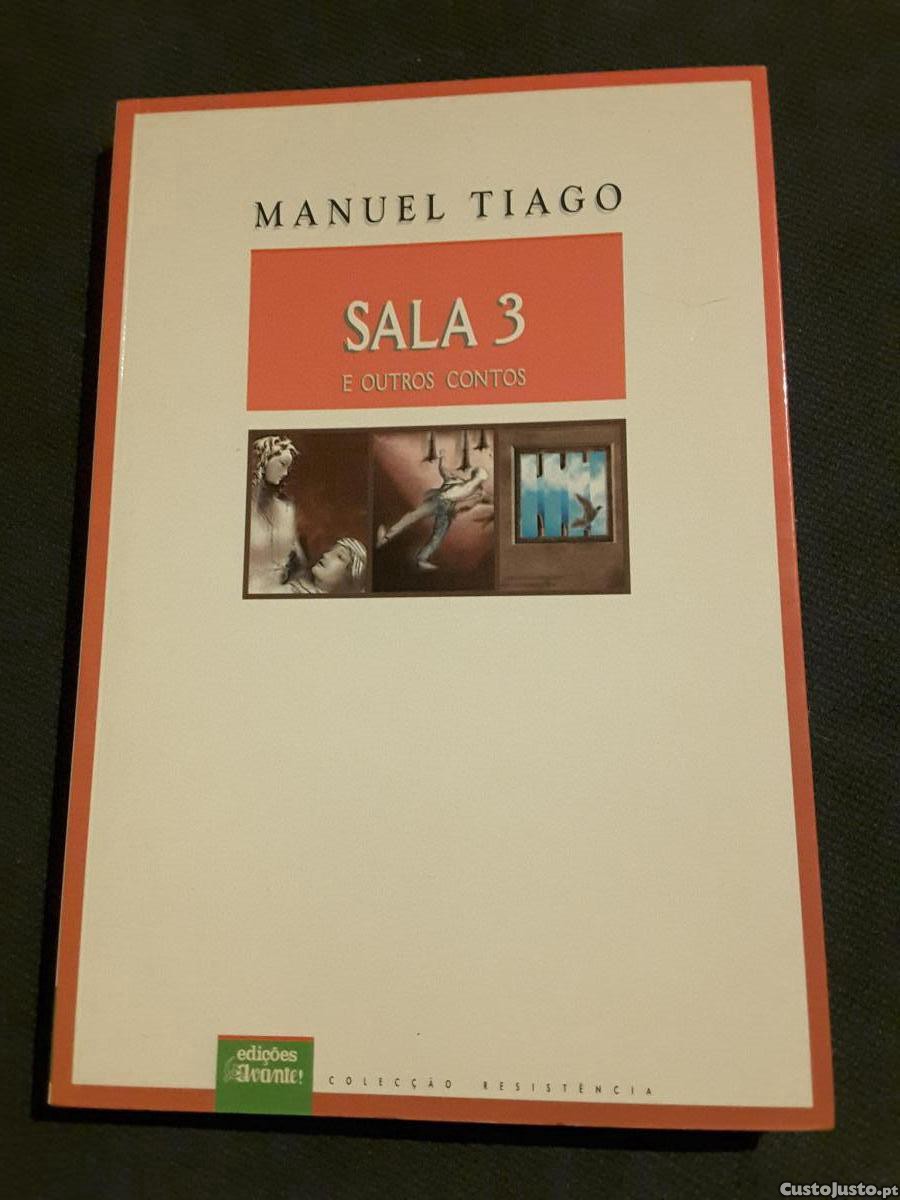 MANUEL TIAGO
SALA 3
E OUTROS CONTOS
edições
Avante!
COLECÇÃO RESISTÊNCIA
CustoJusto.pt